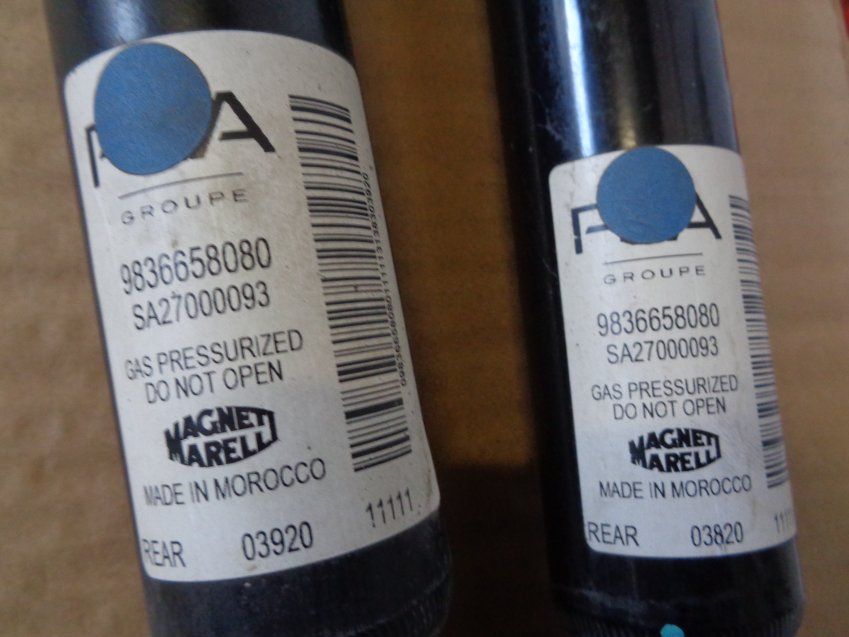 GROUPE
9836658080
SA27000093
GAS PRESSURIZED
DO NOT OPEN
MAGNETI
MARELLI
MADE IN MOROCCO
REAR 03920 11111
GROUPE
9836658080
SA27000093
GAS PRESSURIZED
DO NOT OPEN
MAGNETI
MARELLI
MADE IN MOROCCO
REAR 03820